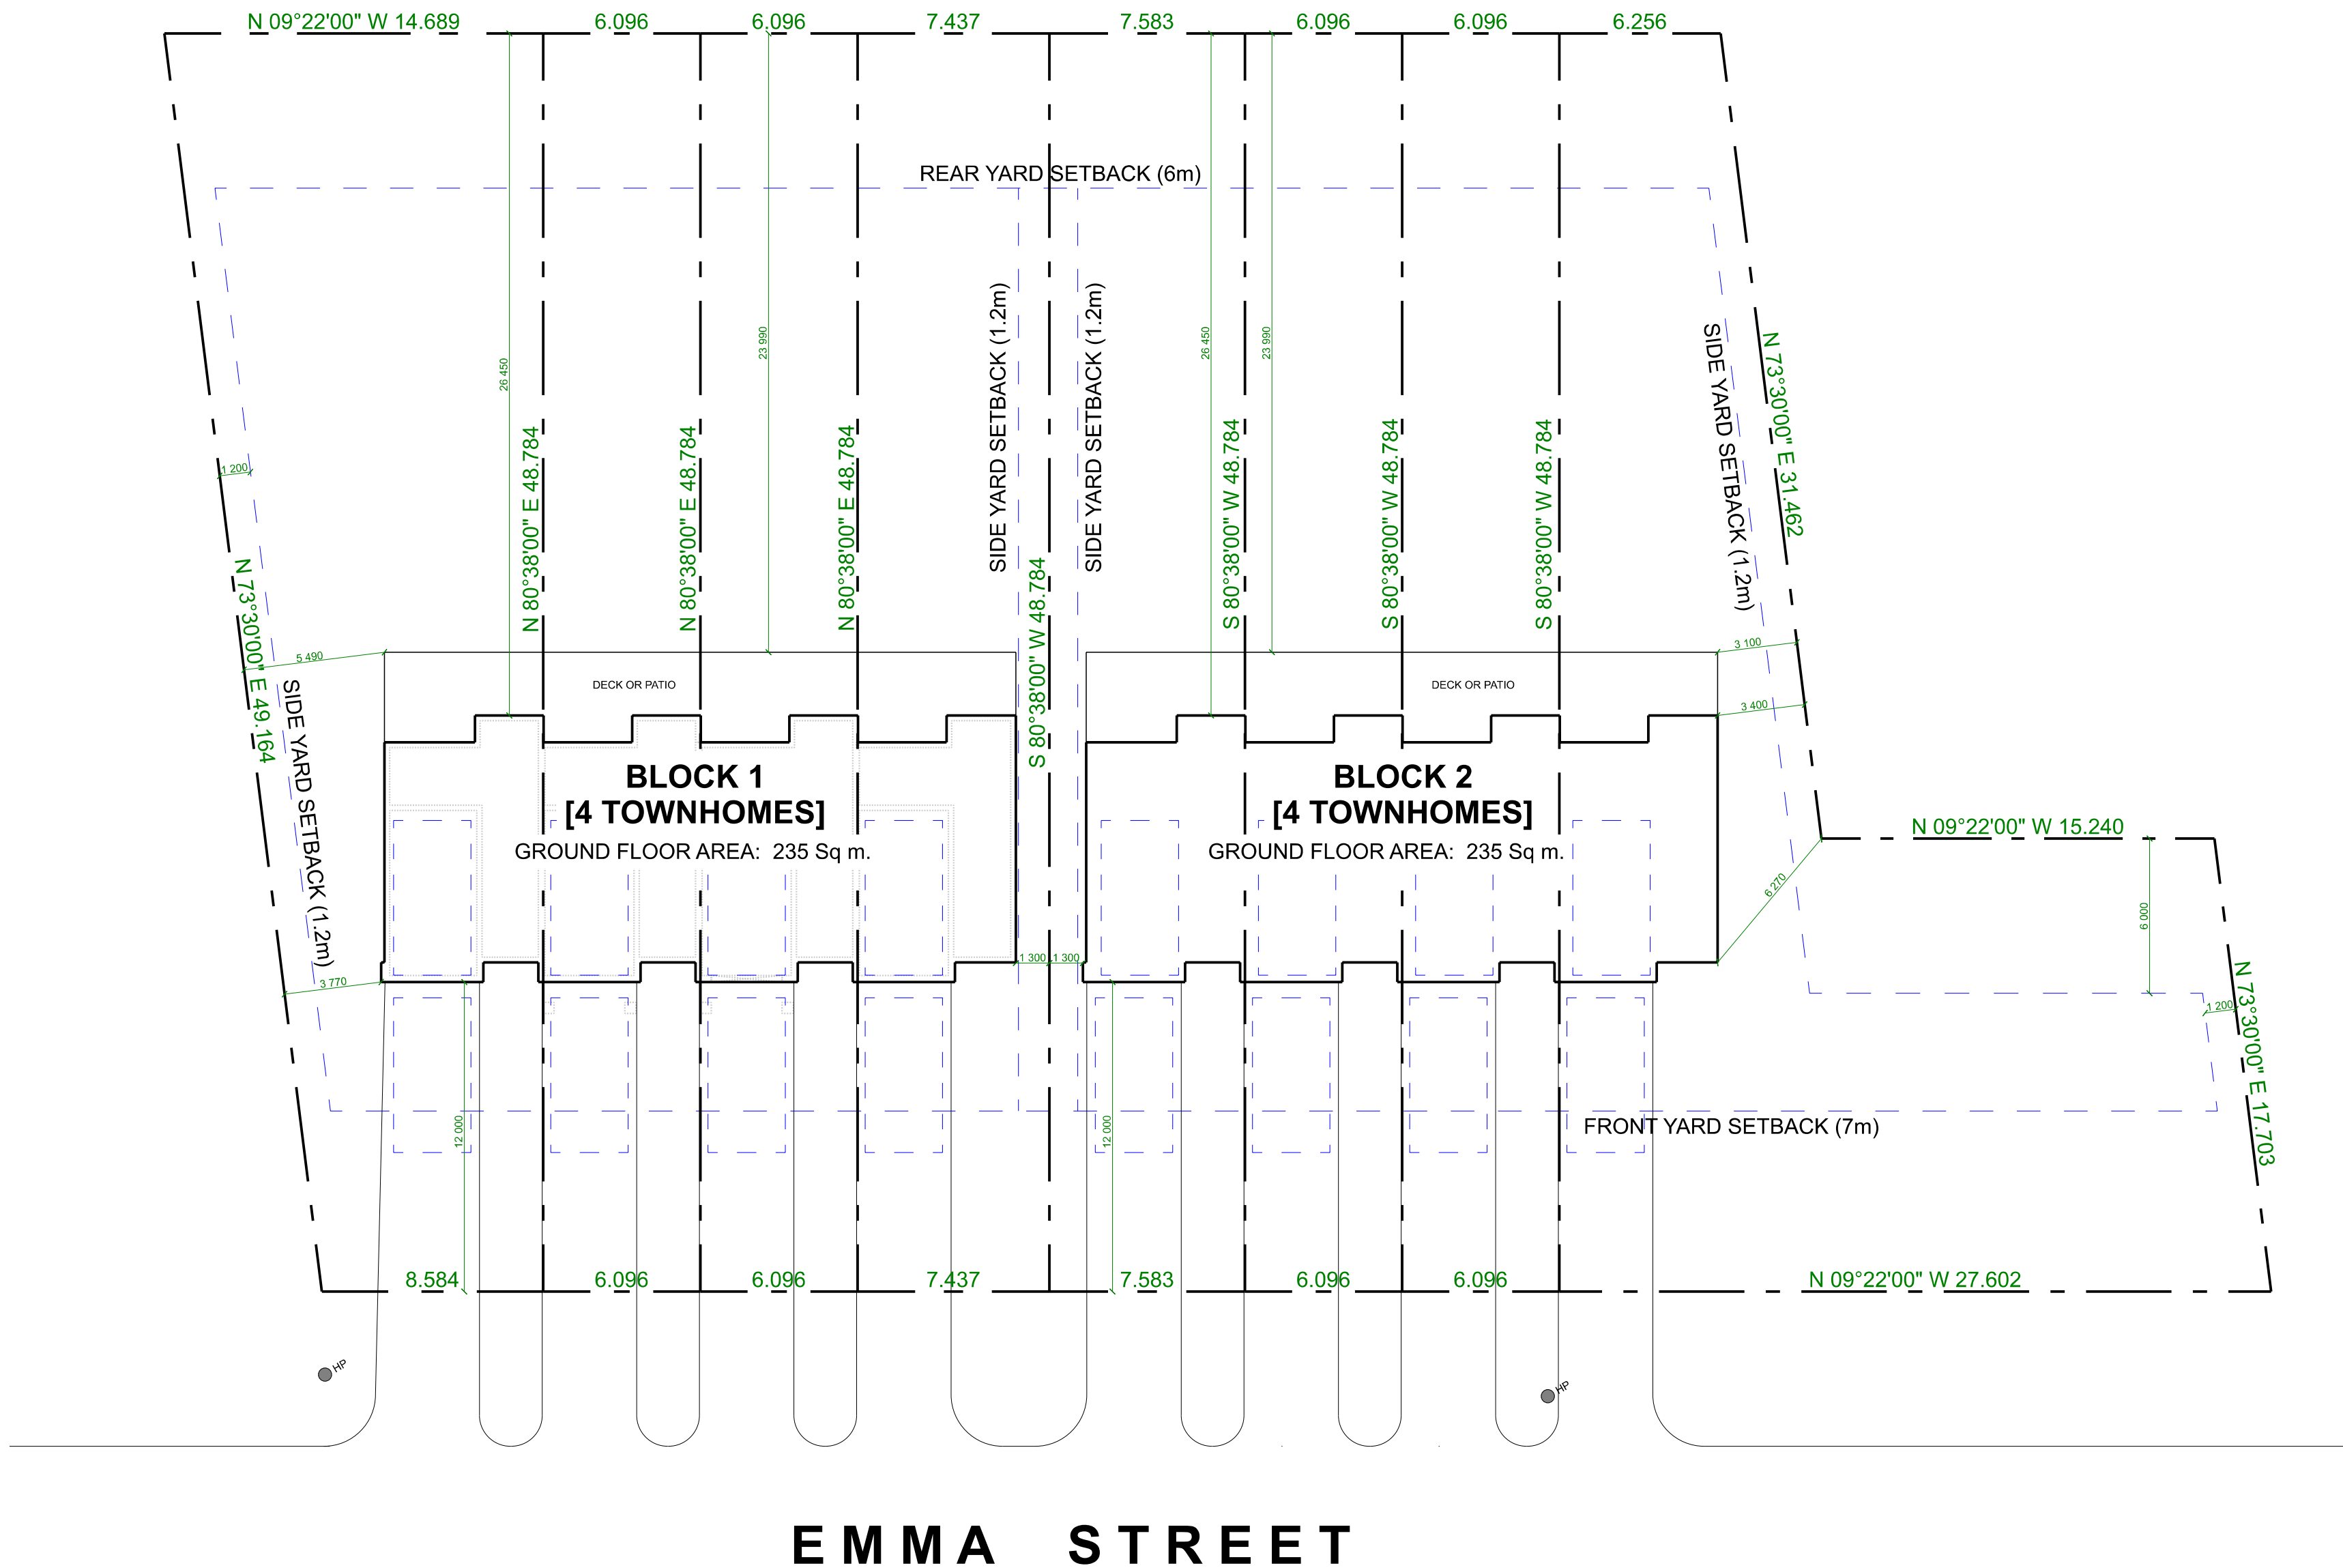 N 09°22'00" W 14.689
6.096
6.096
7.437
7.583
6.096
6.096
6.256
REAR YARD SETBACK (6m)
26 450
23 990
26 450
23 990
SIDE YARD SETBACK (1.2m)
SIDE YARD SETBACK (1.2m)
SIDE YARD SETBACK (1.2m)
N 73°30'00" E 31.462
1 200
N 80°38'00" E 48.784
N 80°38'00" E 48.784
N 80°38'00" E 48.784
S 80°38'00" W 48.784
S 80°38'00" W 48.784
S 80°38'00" W 48.784
S 80°38'00" W 48.784
N 73°30'00" E 49.164
5 490
SIDE YARD SETBACK (1.2m)
DECK OR PATIO
DECK OR PATIO
3 100
3 400
BLOCK 1
[4 TOWNHOMES]
GROUND FLOOR AREA: 235 Sq m.
BLOCK 2
[4 TOWNHOMES]
GROUND FLOOR AREA: 235 Sq m.
N 09°22'00" W 15.240
6 270
6 000
3 770
1 300
1 300
1 200
N 73°30'00" E 17.703
12 000
12 000
FRONT YARD SETBACK (7m)
8.584
6.096
6.096
7.437
7.583
6.096
6.096
N 09°22'00" W 27.602
HP
HP
EMMA STREET